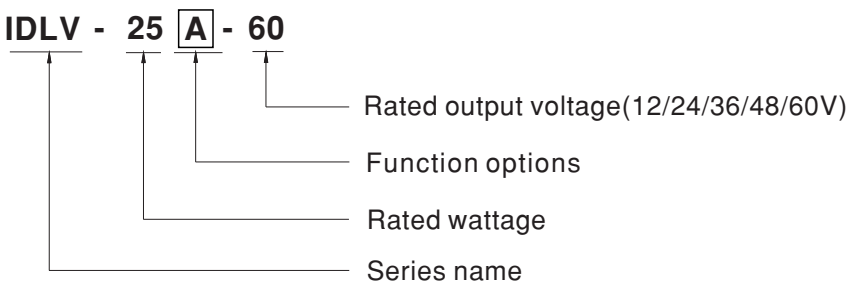 IDLV - 25 A - 60
Rated output voltage(12/24/36/48/60V)
Function options
Rated wattage
Series name